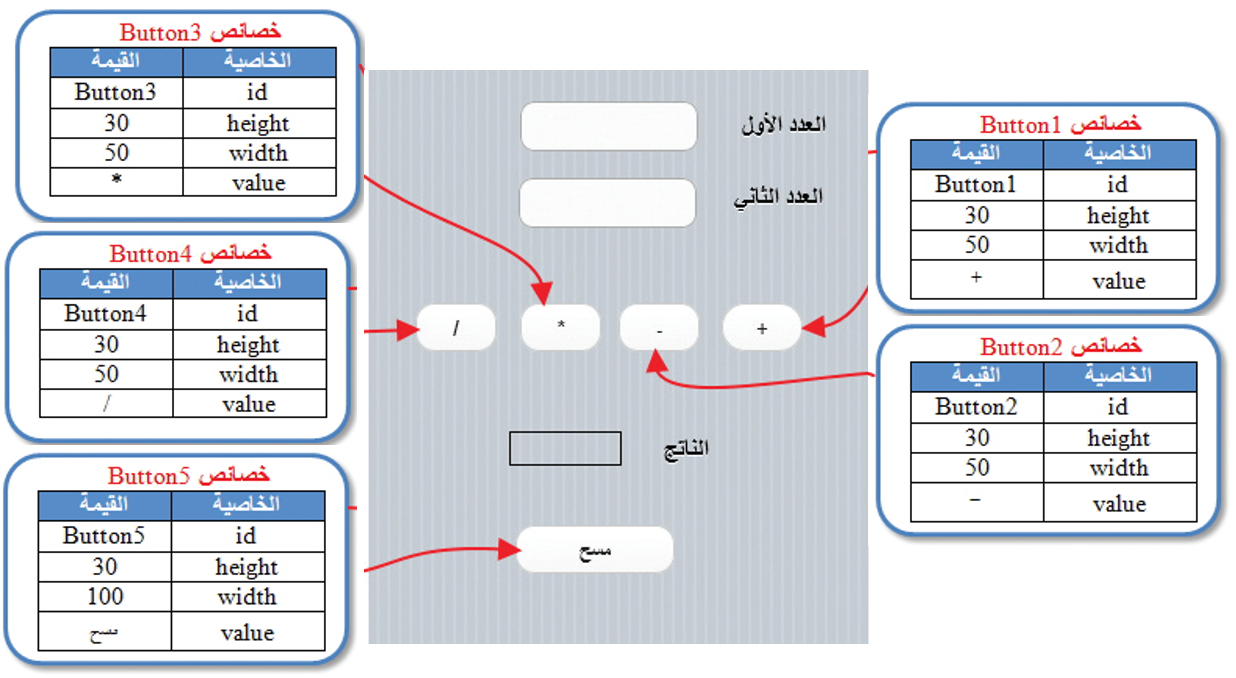 خصائص Button3
القيمة الخاصية
Button3 id
30 height
50 width
* value
خصائص Button4
القيمة الخاصية
Button4 id
30 height
50 width
/ value
خصائص Button5
القيمة الخاصية
Button5 id
30 height
100 width
مسح value
العدد الأول
العدد الثاني
/ * - +
الناتج
مسح
خصائص Button1
القيمة الخاصية
Button1 id
30 height
50 width
+ value
خصائص Button2
القيمة الخاصية
Button2 id
30 height
50 width
– value